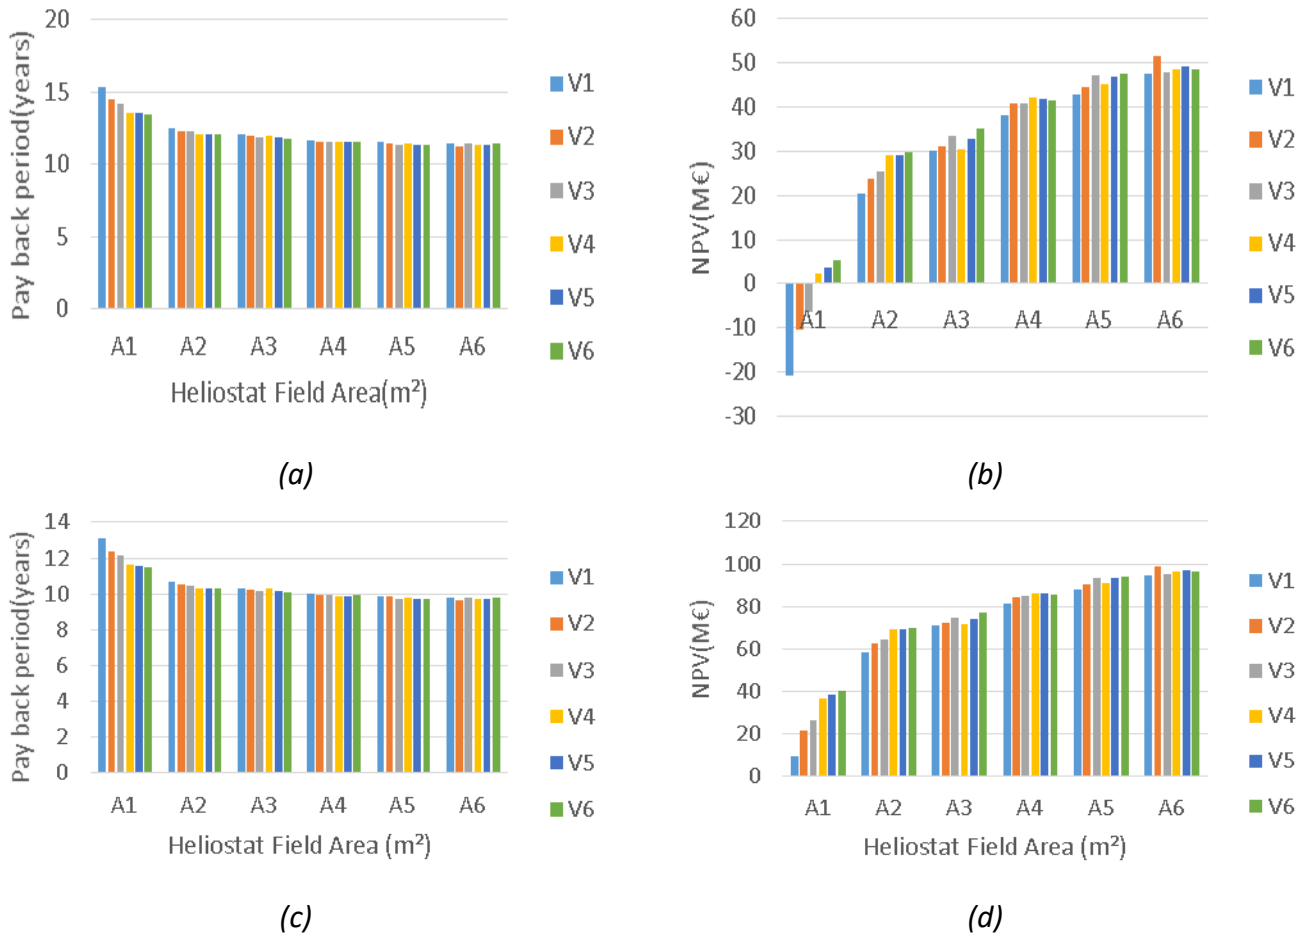 Pay back period(years)
20
15
10
5
0
A1 A2 A3 A4 A5 A6
Heliostat Field Area(m²)
V1
V2
V3
V4
V5
V6
(a)
NPV(M€)
60
50
40
30
20
10
0
-10
-20
-30
A1 A2 A3 A4 A5 A6
V1
V2
V3
V4
V5
V6
(b)
Pay back period(years)
14
12
10
8
6
4
2
0
A1 A2 A3 A4 A5 A6
Heliostat Field Area (m²)
V1
V2
V3
V4
V5
V6
(c)
NPV(M€)
120
100
80
60
40
20
0
A1 A2 A3 A4 A5 A6
Heliostat Field Area (m²)
V1
V2
V3
V4
V5
V6
(d)